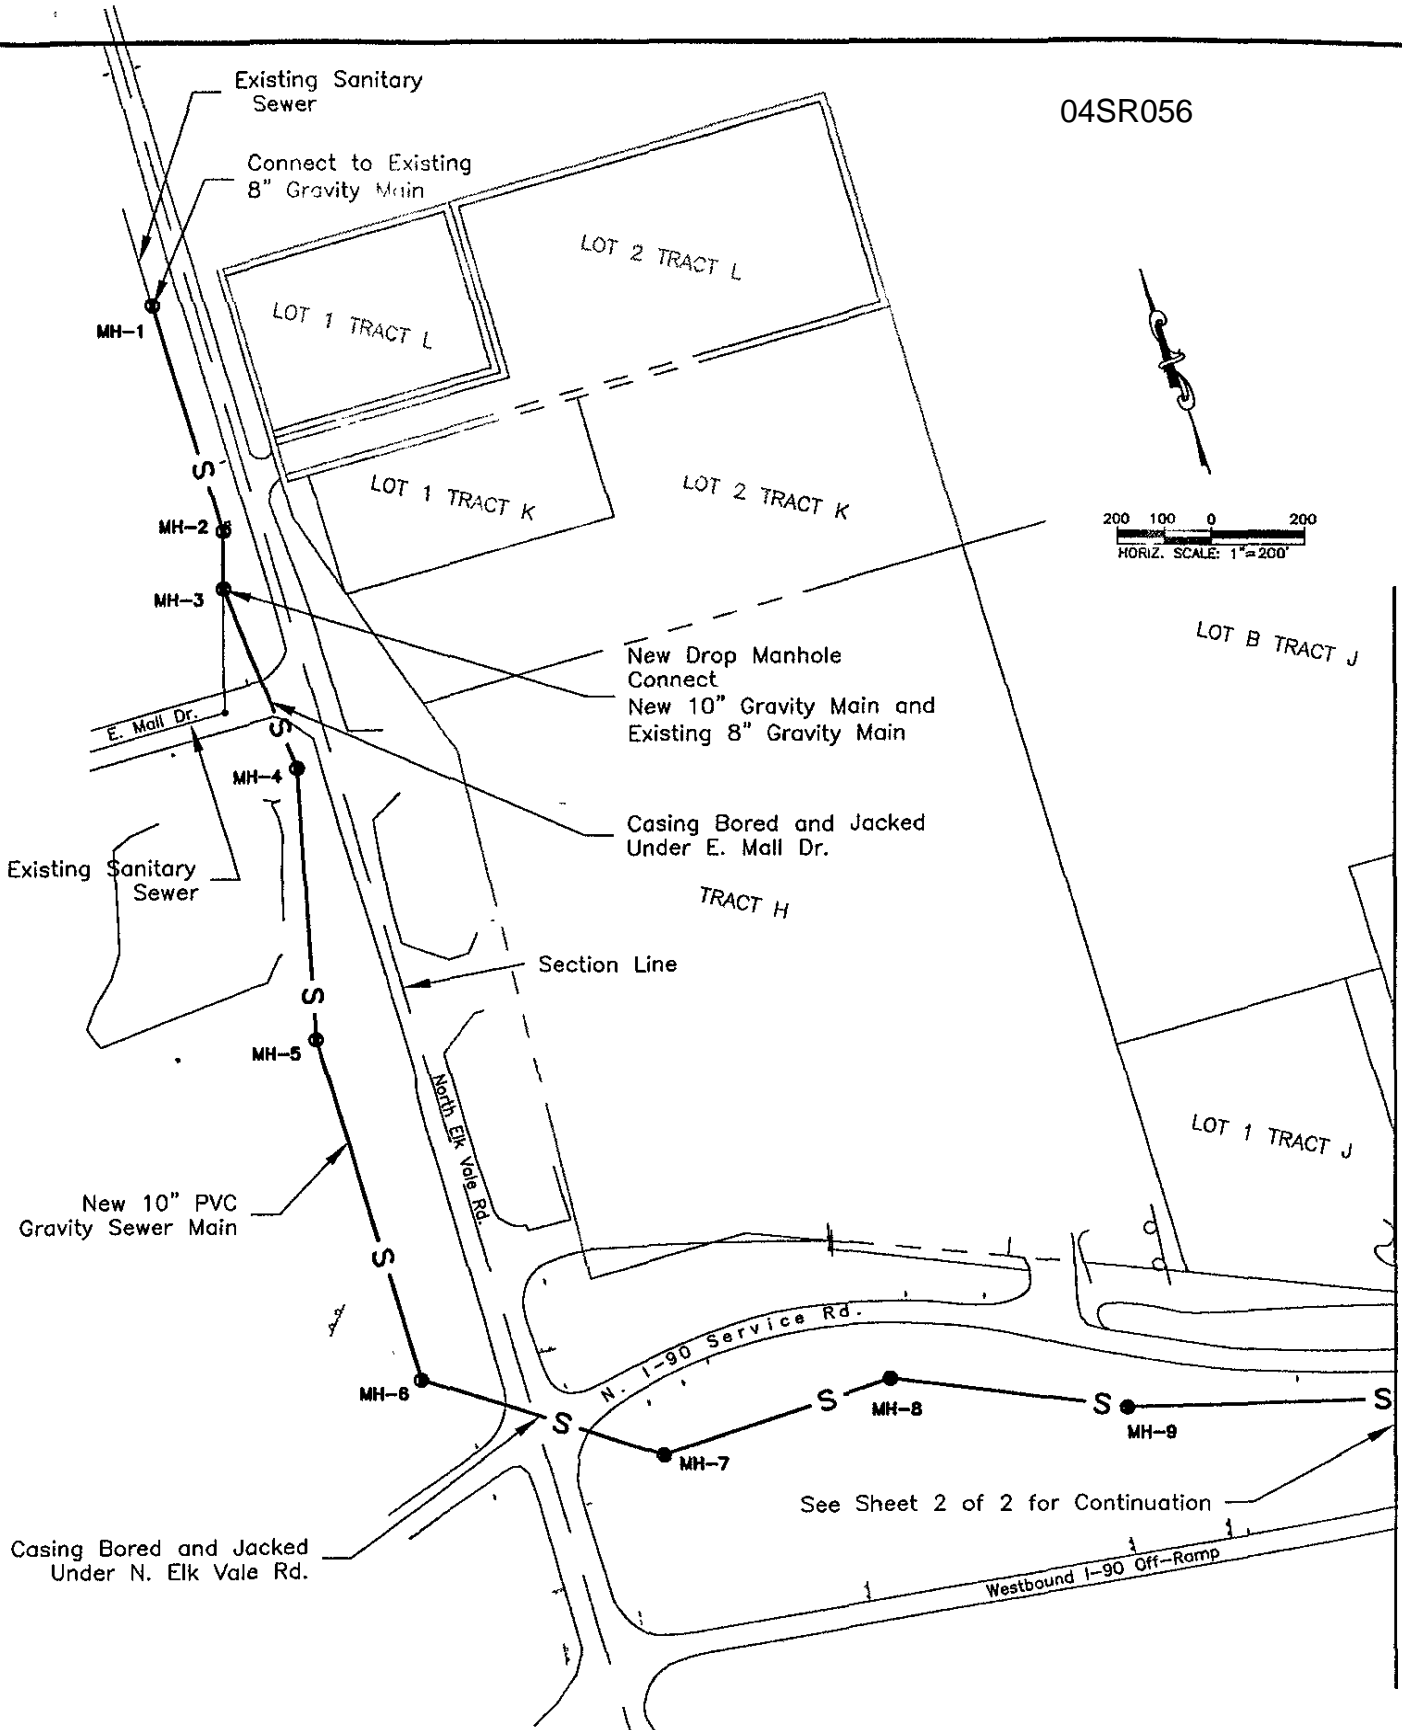 04SR056
Existing Sanitary
Sewer
Connect to Existing
8" Gravity Main
LOT 2 TRACT L
LOT 1 TRACT L
MH-1
S
LOT 1 TRACT K
LOT 2 TRACT K
200 100 0 200
HORIZ. SCALE: 1"=200'
MH-2
MH-3
LOT B TRACT J
New Drop Manhole
Connect
New 10" Gravity Main and
Existing 8" Gravity Main
E. Mall Dr.
S
MH-4
Casing Bored and Jacked
Under E. Mall Dr.
Existing Sanitary
Sewer
TRACT H
Section Line
S
MH-5
North Elk Vale Rd.
LOT 1 TRACT J
New 10" PVC
Gravity Sewer Main
S
N. I-90 Service Rd.
MH-6
S
MH-7
S
MH-8
S
MH-9
S
See Sheet 2 of 2 for Continuation
Casing Bored and Jacked
Under N. Elk Vale Rd.
Westbound I-90 Off-Ramp